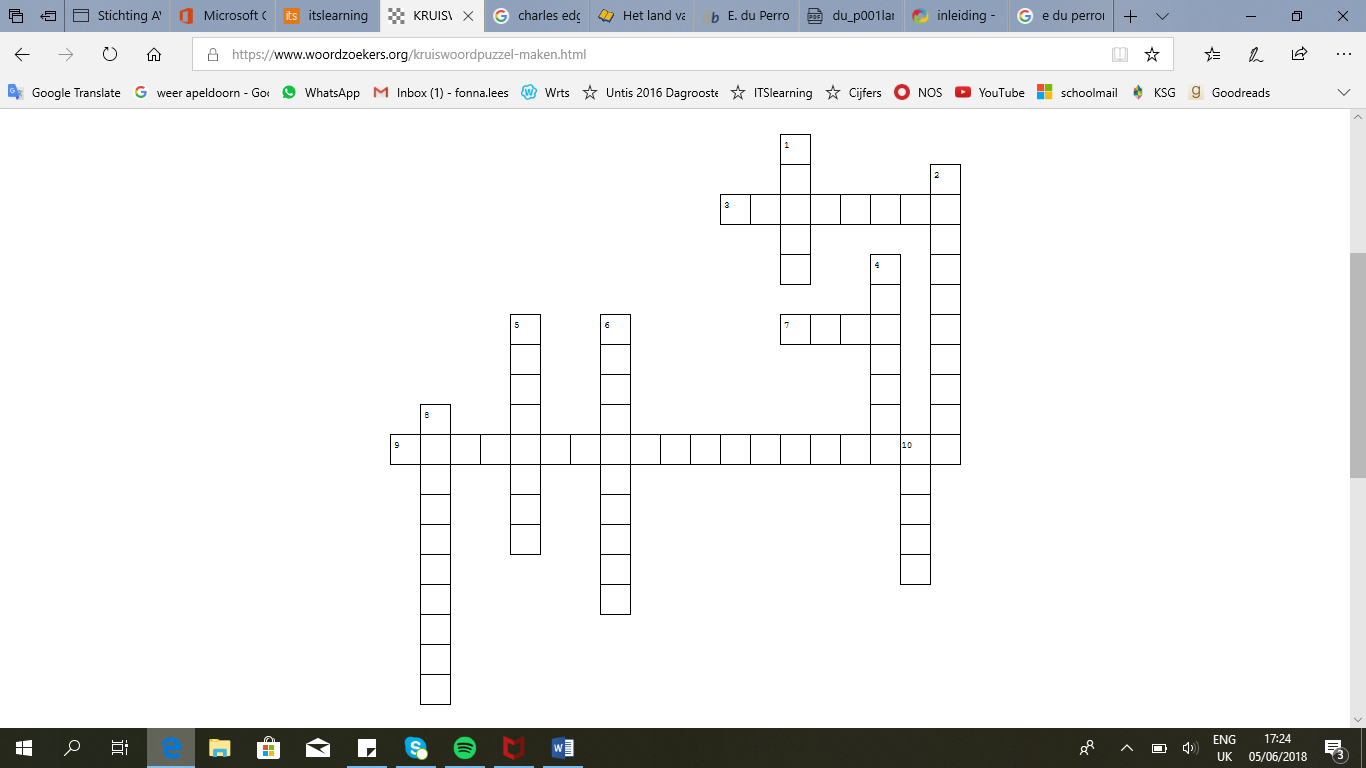 Stichting A
Microsoft C
itslearning
KRUISV
charles edg
Het land va
E. du Perro
du_p001lar
inleiding -
e du perror
https://www.woordzoekers.org/kruiswoordpuzzel-maken.html
Google Translate
weer apeldoorn - Goo
WhatsApp
Inbox (1) - fonna.lees
Wrts
Untis 2016 Dagrooste
ITSlearning
Cijfers
NOS
YouTube
schoolmail
KSG
Goodreads
1
2
3
4
5
6
7
8
9
10
ENG
UK
17:24
05/06/2018
3